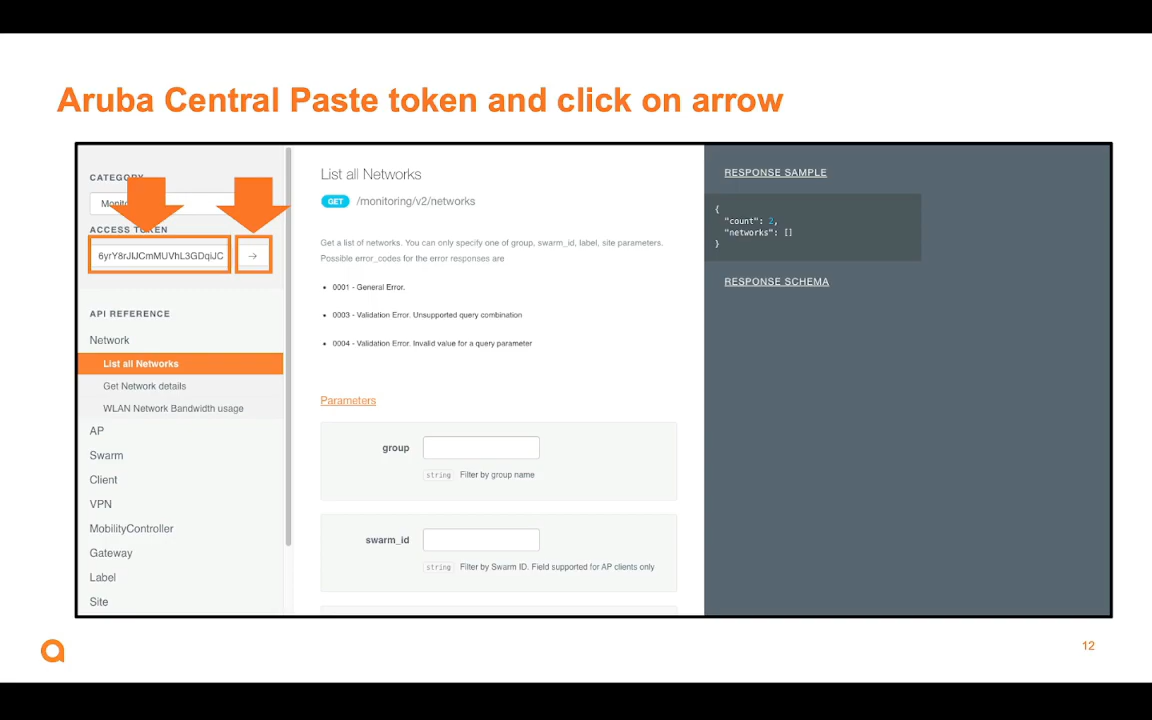 Aruba Central Paste token and click on arrow
CATEGORY
ACCESS TOKEN
6yrY8rJIJCmMUVhL3GDqiJC
→
API REFERENCE
Network
List all Networks
Get Network details
WLAN Network Bandwidth usage
AP
Swarm
Client
VPN
MobilityController
Gateway
Label
Site
List all Networks
GET /monitoring/v2/networks
Get a list of networks. You can only specify one of group, swarm_id, label, site parameters.
Possible error_codes for the error responses are
• 0001 - General Error.
• 0003 - Validation Error. Unsupported query combination
• 0004 - Validation Error. Invalid value for a query parameter
Parameters
group
string Filter by group name
swarm_id
string Filter by Swarm ID. Field supported for AP clients only
RESPONSE SAMPLE
{
"count": 2,
"networks": []
}
RESPONSE SCHEMA
12